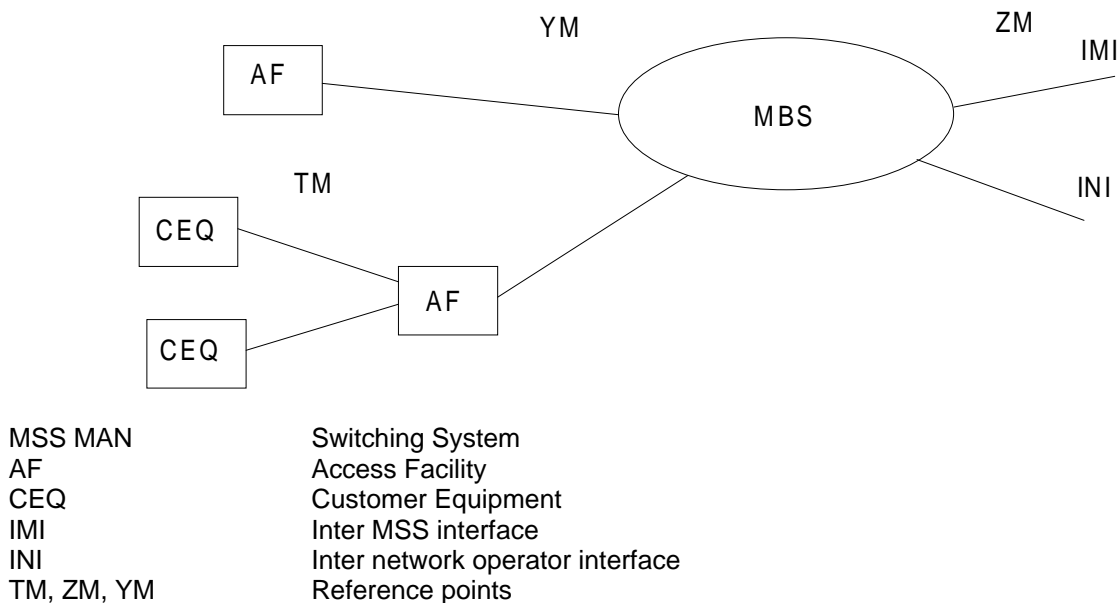 YM
ZM
IMI
AF
MBS
TM
INI
CEQ
AF
CEQ
MSS MAN Switching System
AF Access Facility
CEQ Customer Equipment
IMI Inter MSS interface
INI Inter network operator interface
TM, ZM, YM Reference points